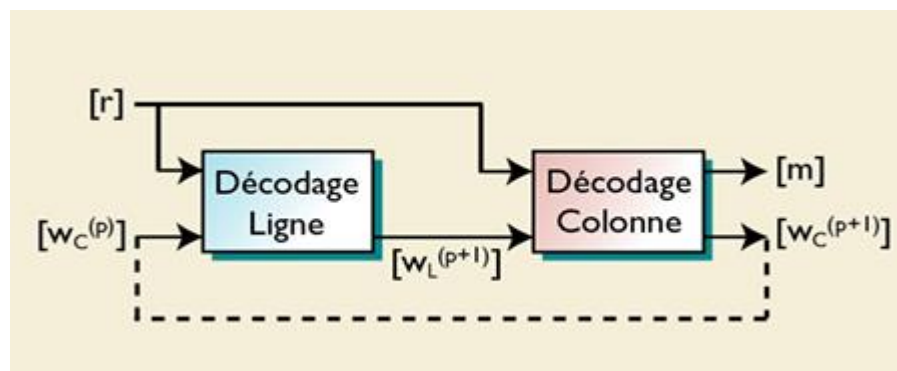 [r]
Décodage
Ligne
Décodage
Colonne
[m]
[w_C^(p)]
[w_L^(p+1)]
[w_C^(p+1)]